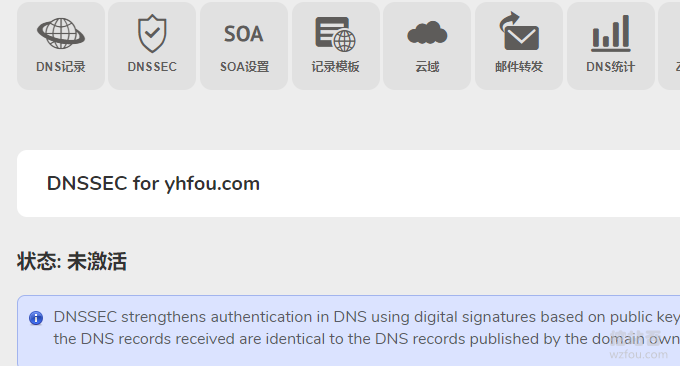 SOA
DNS记录
DNSSEC
SOA设置
记录模板
云域
邮件转发
DNS统计
DNSSEC for yhfou.com
状态: 未激活
DNSSEC strengthens authentication in DNS using digital signatures based on public key
the DNS records received are identical to the DNS records published by the domain own
wzfou.com